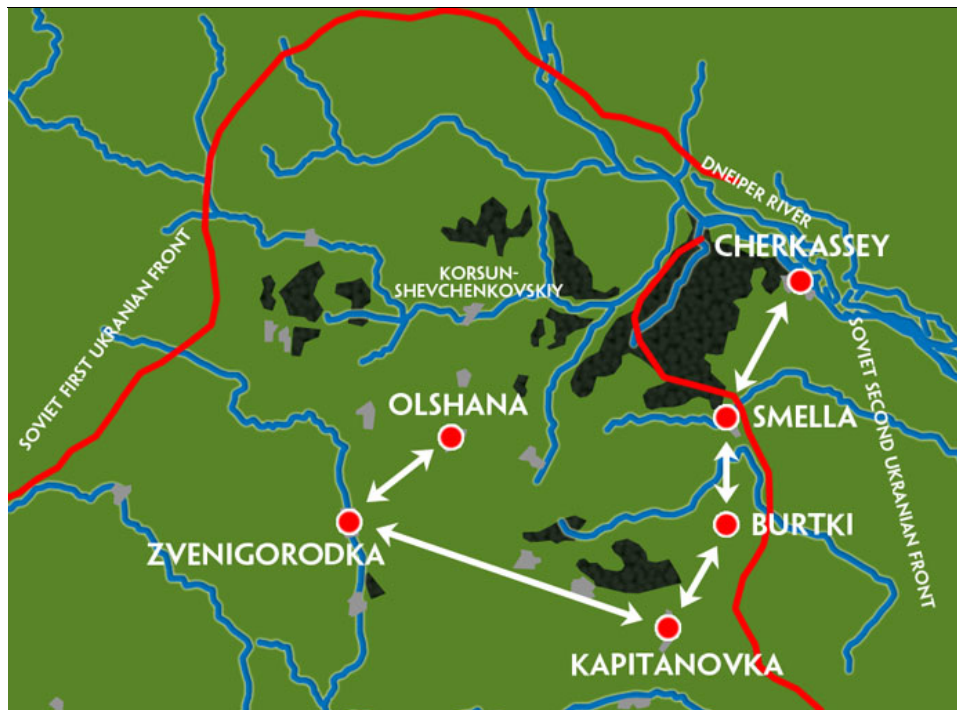 DNEIPER RIVER
CHERKASSEY
SOVIET FIRST UKRANIAN FRONT
KORSUN-
SHEVCHENKOVSKIY
SOVIET SECOND UKRANIAN FRONT
OLSHANA
SMELLA
ZVENIGORODKA
BURTKI
KAPITANOVKA